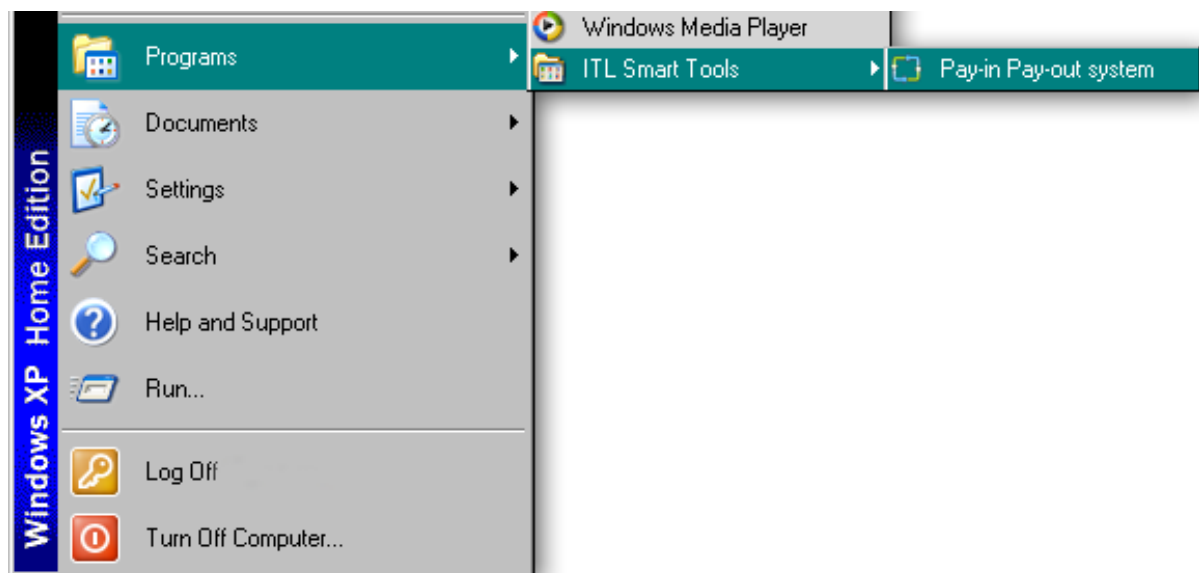 Windows XP Home Edition
Programs
Documents
Settings
Search
Help and Support
Run...
Log Off
Turn Off Computer...
Windows Media Player
ITL Smart Tools
Pay-in Pay-out system